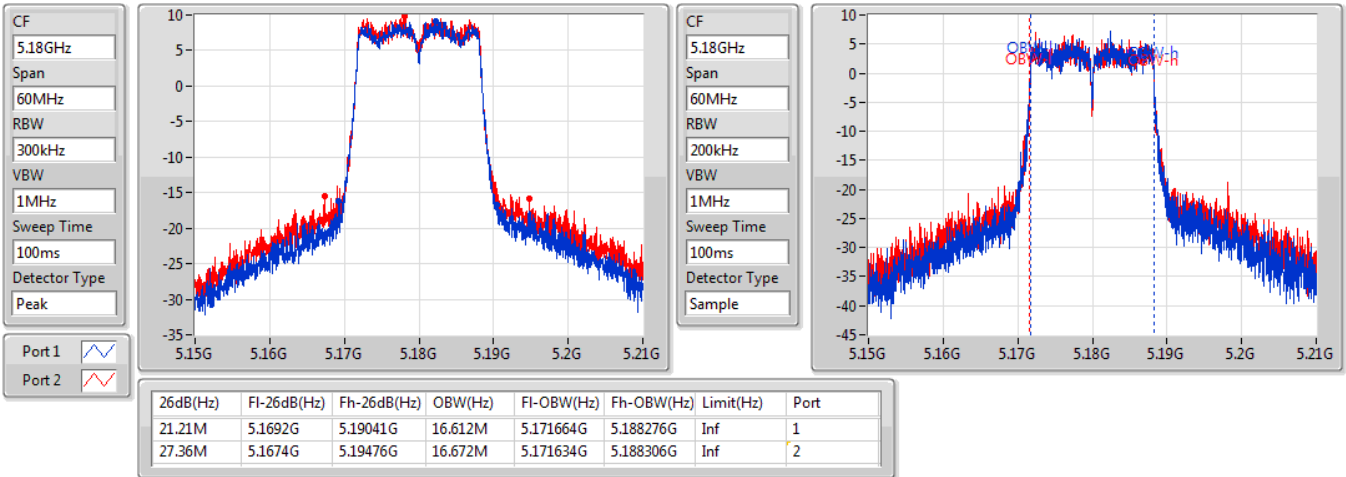 CF
5.18GHz
Span
60MHz
RBW
300kHz
VBW
1MHz
Sweep Time
100ms
Detector Type
Peak
10-
5-
0-
-5-
-10-
-15-
-20-
-25-
-30-
-35-
5.15G 5.16G 5.17G 5.18G 5.19G 5.2G 5.21G
CF
5.18GHz
Span
60MHz
RBW
200kHz
VBW
1MHz
Sweep Time
100ms
Detector Type
Sample
10-
5-
0-
-5-
-10-
-15-
-20-
-25-
-30-
-35-
-40-
-45-
5.15G 5.16G 5.17G 5.18G 5.19G 5.2G 5.21G
Port 1
Port 2
26dB(Hz) Fl-26dB(Hz) Fh-26dB(Hz) OBW(Hz) Fl-OBW(Hz) Fh-OBW(Hz) Limit(Hz) Port
21.21M 5.1692G 5.19041G 16.612M 5.171664G 5.188276G Inf 1
27.36M 5.1674G 5.19476G 16.672M 5.171634G 5.188306G Inf 2